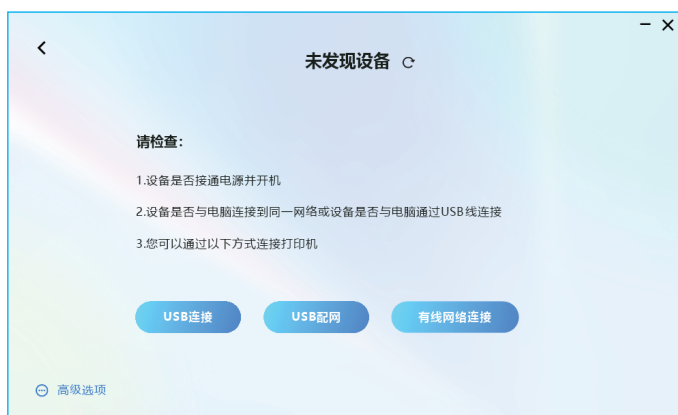 未发现设备
请检查：
1.设备是否接通电源并开机
2.设备是否与电脑连接到同一网络或设备是否与电脑通过USB线连接
3.您可以通过以下方式连接打印机
USB连接 USB配网 有线网络连接
高级选项